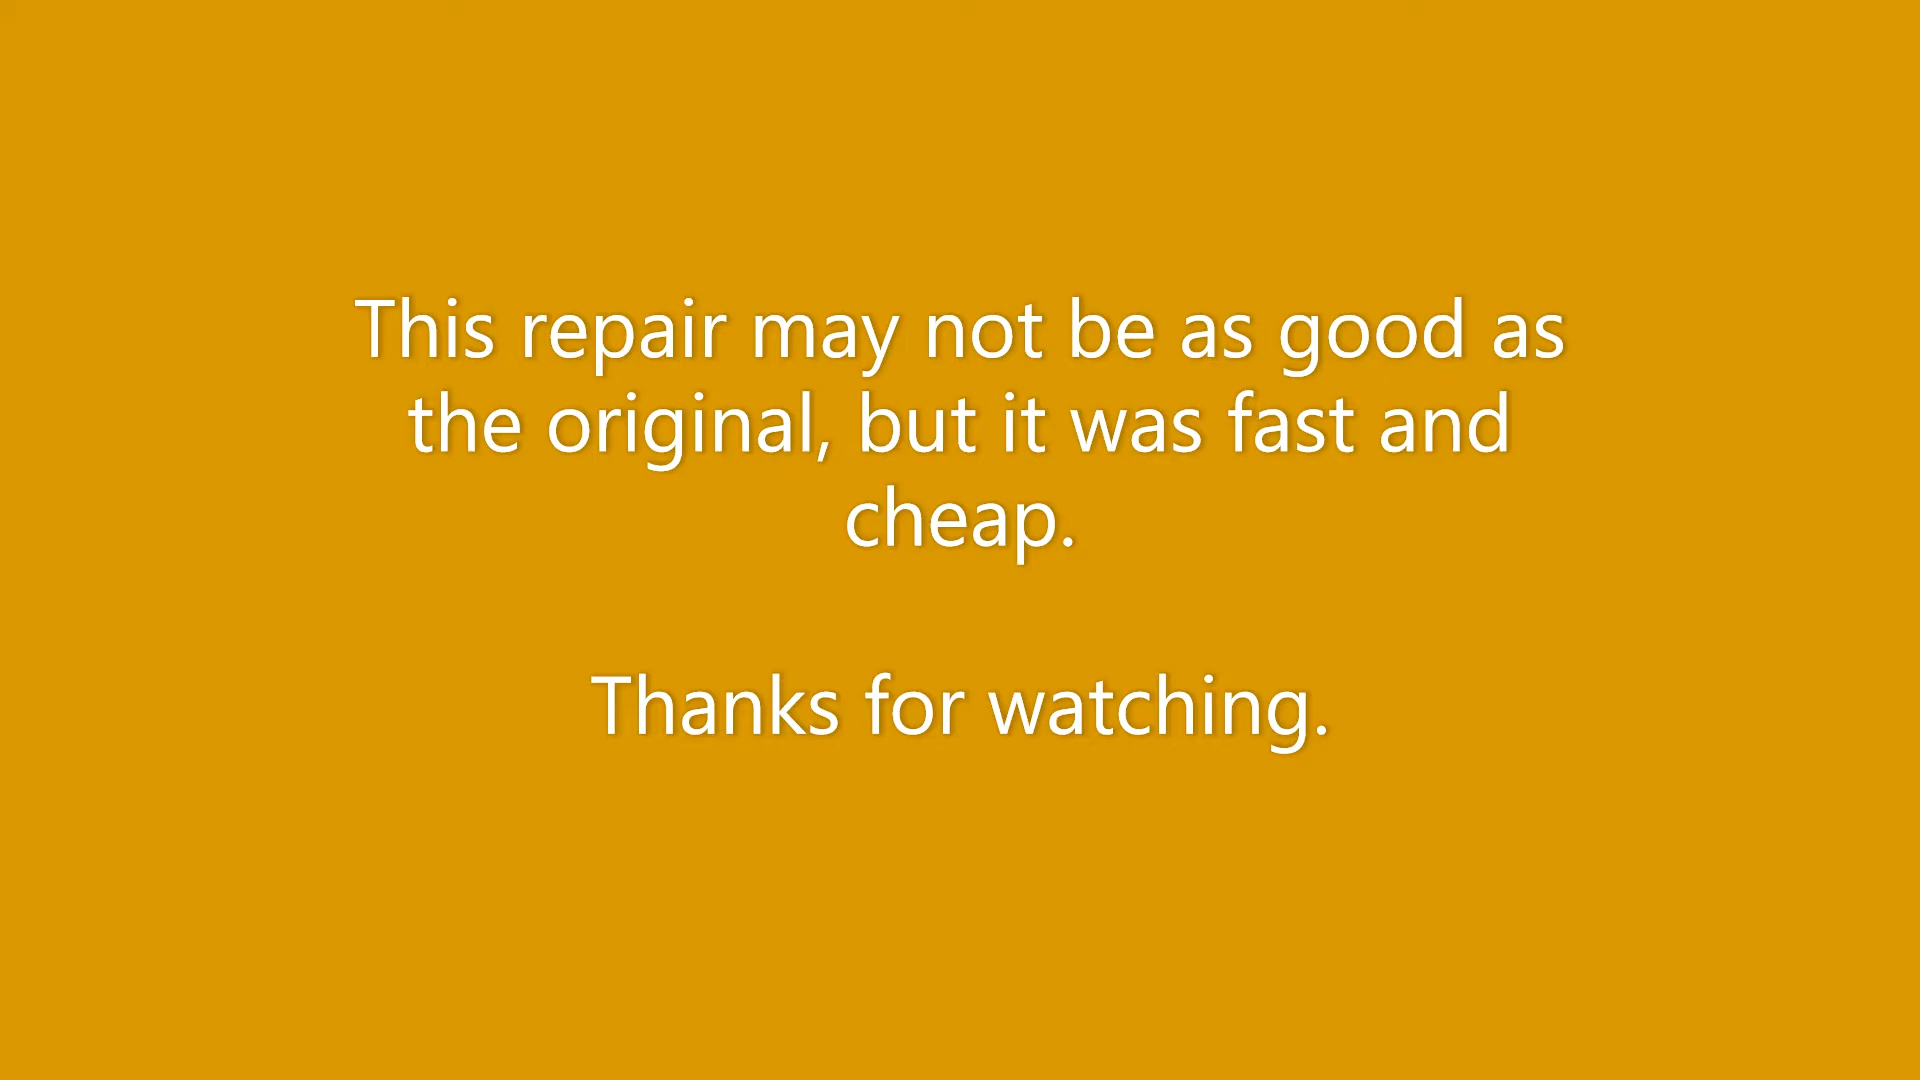 This repair may not be as good as
the original, but it was fast and
cheap.
Thanks for watching.